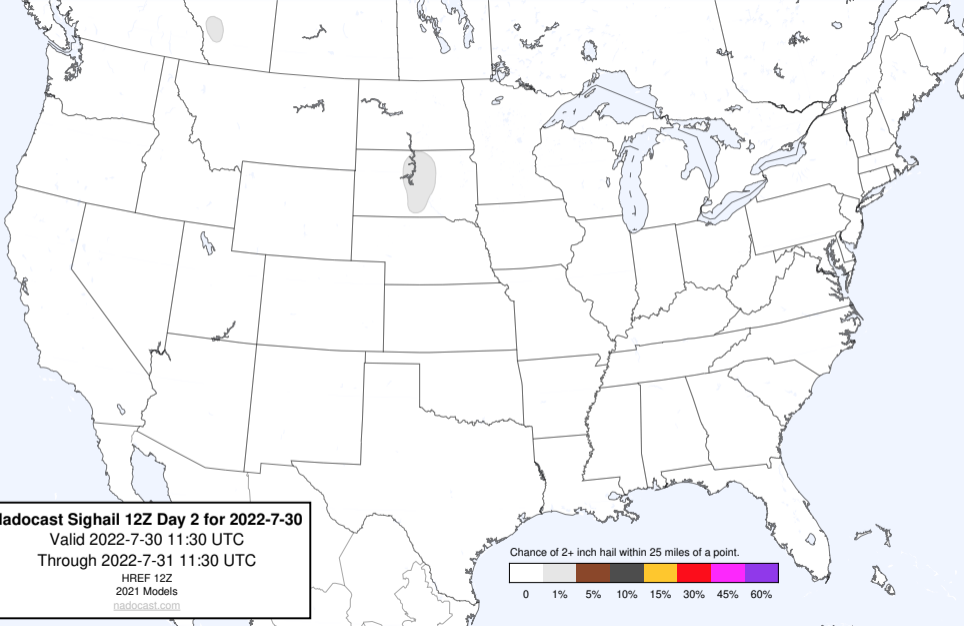 adocast Sighail 12Z Day 2 for 2022-7-30
Valid 2022-7-30 11:30 UTC
Through 2022-7-31 11:30 UTC
HREF 12Z
2021 Models
nadocast.com
Chance of 2+ inch hail within 25 miles of a point.
0 1% 5% 10% 15% 30% 45% 60%